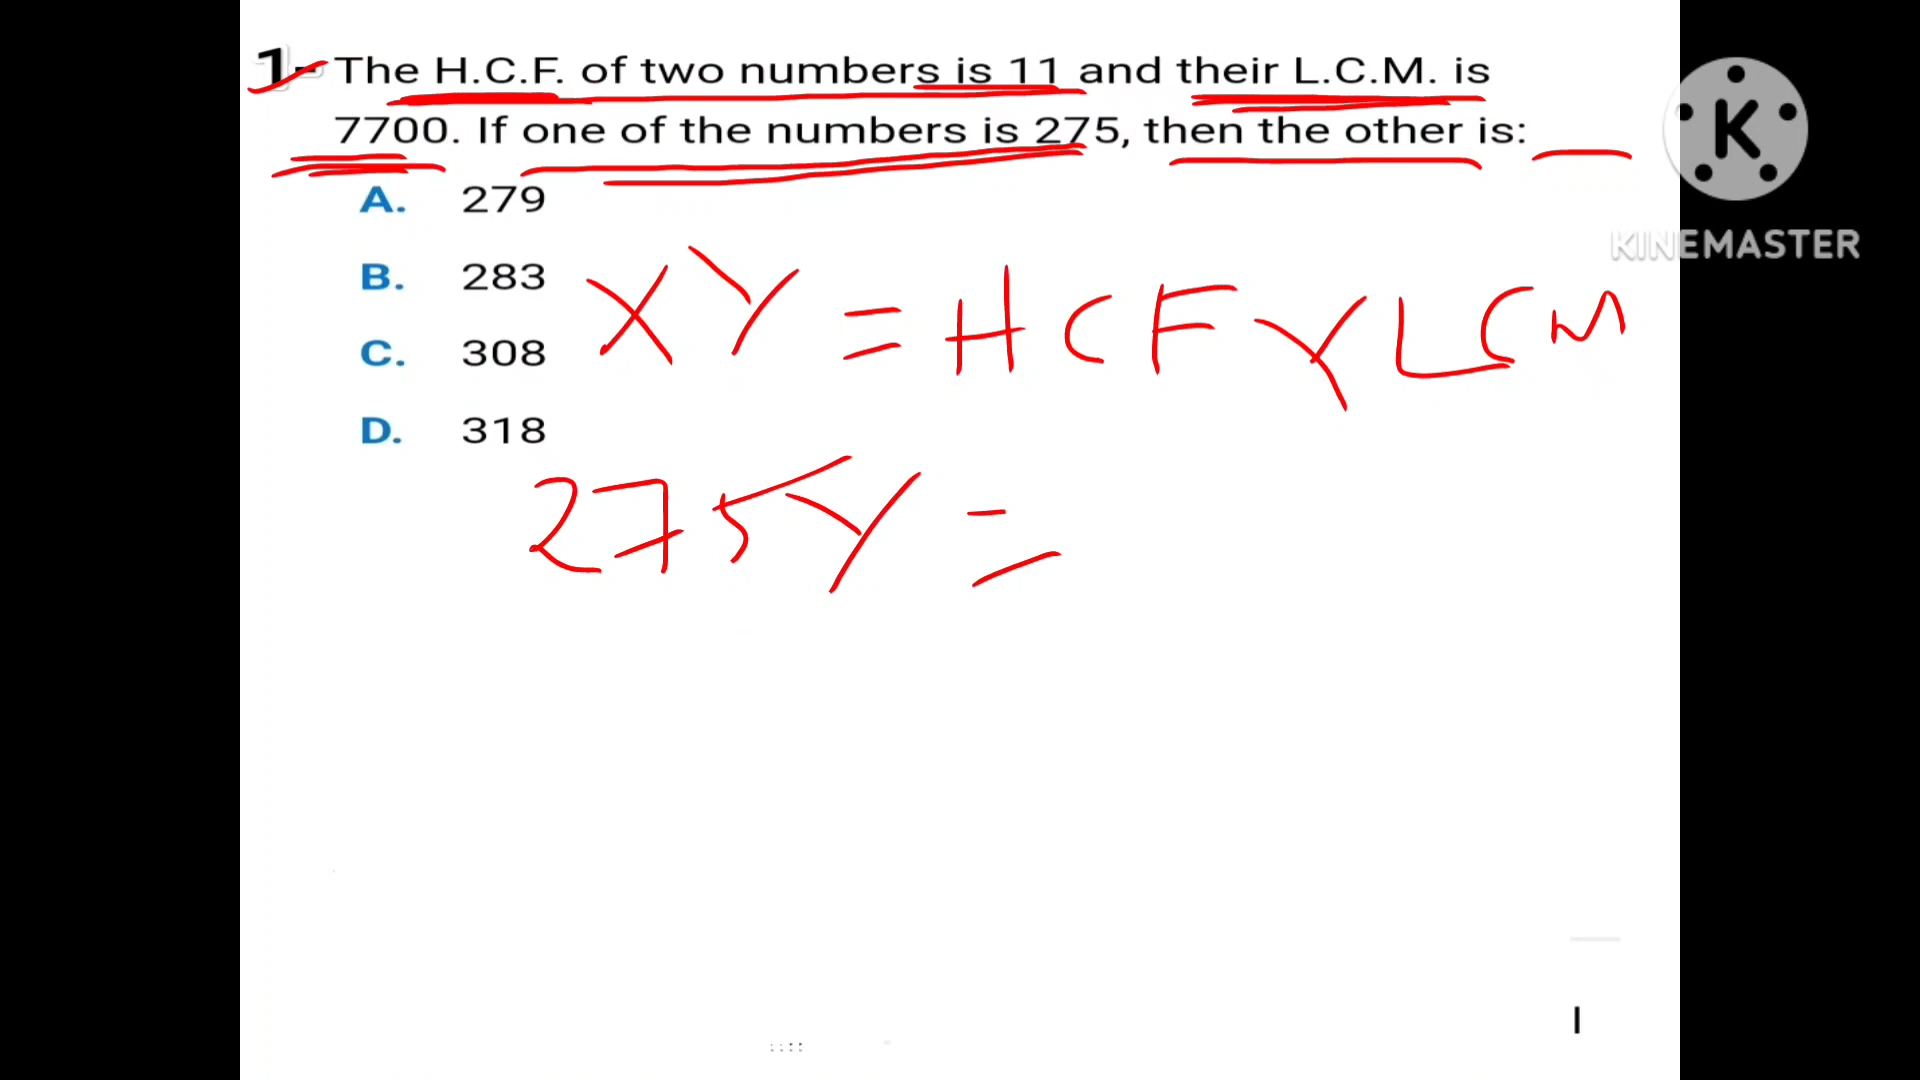 1- The H.C.F. of two numbers is 11 and their L.C.M. is
7700. If one of the numbers is 275, then the other is:
A. 279
B. 283
C. 308
D. 318
XY = HCF X LCM
275Y =
K
KINEMASTER